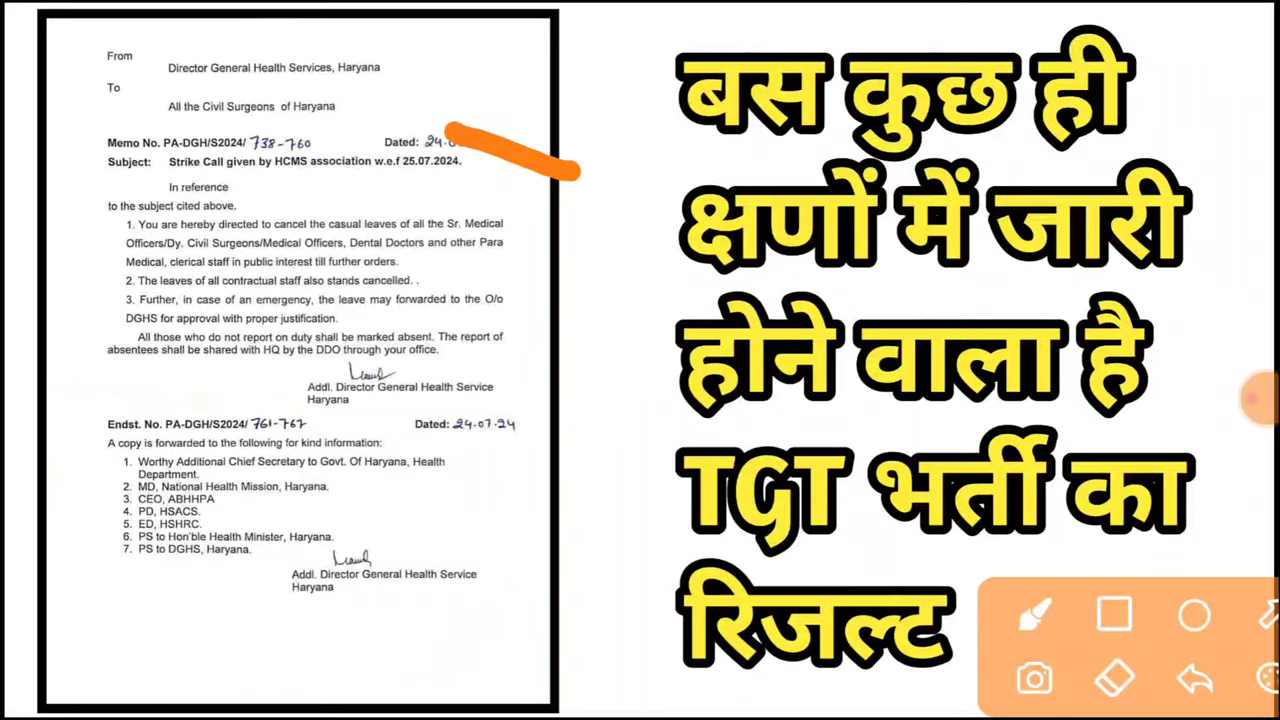 From
Director General Health Services, Haryana
To
All the Civil Surgeons of Haryana
Memo No. PA-DGH/S2024/ 738-760 Dated: 24.0
Subject: Strike Call given by HCMS association w.e.f 25.07.2024.
In reference
to the subject cited above.
1. You are hereby directed to cancel the casual leaves of all the Sr. Medical
Officers/Dy. Civil Surgeons/Medical Officers, Dental Doctors and other Para
Medical, clerical staff in public interest till further orders.
2. The leaves of all contractual staff also stands cancelled. .
3. Further, in case of an emergency, the leave may forwarded to the O/o
DGHS for approval with proper justification.
All those who do not report on duty shall be marked absent. The report of
absentees shall be shared with HQ by the DDO through your office.
Addl. Director General Health Service
Haryana
Endst. No. PA-DGH/S2024/ 761-767 Dated: 24.07.24
A copy is forwarded to the following for kind information:
1. Worthy Additional Chief Secretary to Govt. Of Haryana, Health
Department.
2. MD, National Health Mission, Haryana.
3. CEO, ABHHPA
4. PD, HSACS.
5. ED, HSHRC.
6. PS to Hon'ble Health Minister, Haryana.
7. PS to DGHS, Haryana.
Addl. Director General Health Service
Haryana
बस कुछ ही
क्षणों में जारी
होने वाला है
TGT भर्ती का
रिजल्ट